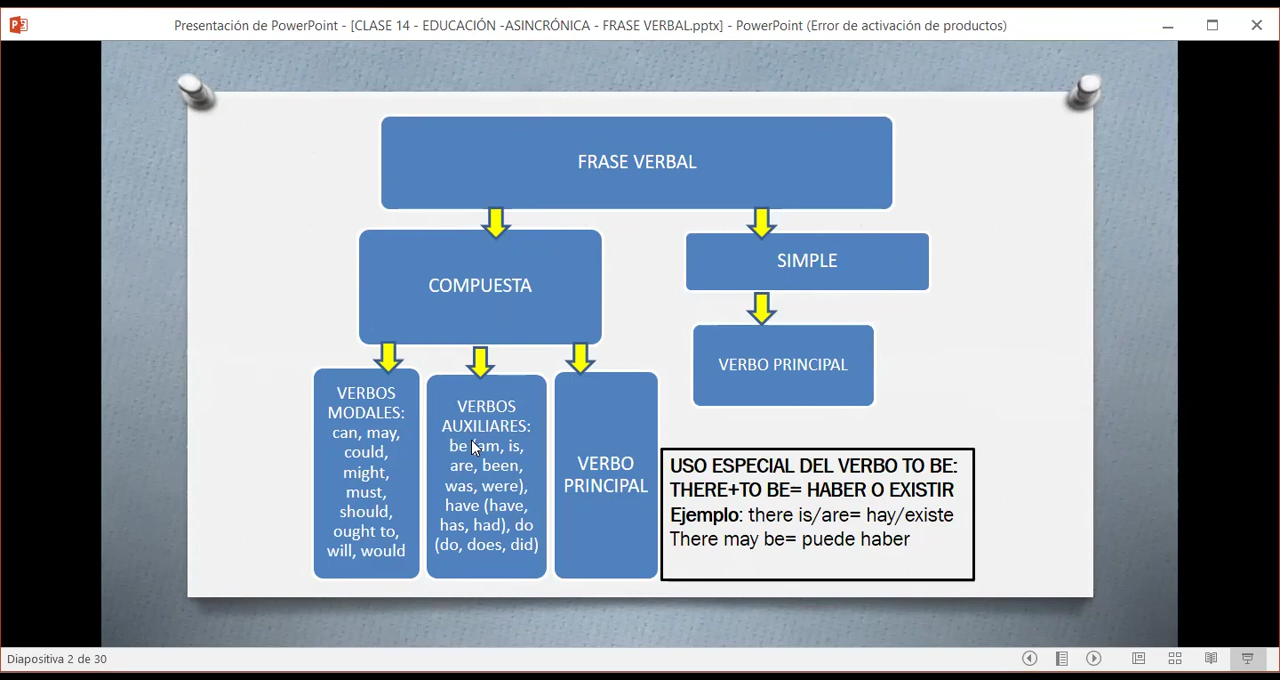 Presentación de PowerPoint - [CLASE 14 - EDUCACIÓN -ASINCRÓNICA - FRASE VERBAL.pptx] - PowerPoint (Error de activación de productos)
FRASE VERBAL
COMPUESTA
SIMPLE
VERBO PRINCIPAL
VERBOS
MODALES:
can, may,
could,
might,
must,
should,
ought to,
will, would
VERBOS
AUXILIARES:
be (am, is,
are, been,
was, were),
have (have,
has, had), do
(do, does, did)
VERBO
PRINCIPAL
USO ESPECIAL DEL VERBO TO BE:
THERE+TO BE= HABER O EXISTIR
Ejemplo: there is/are= hay/existe
There may be= puede haber
Diapositiva 2 de 30